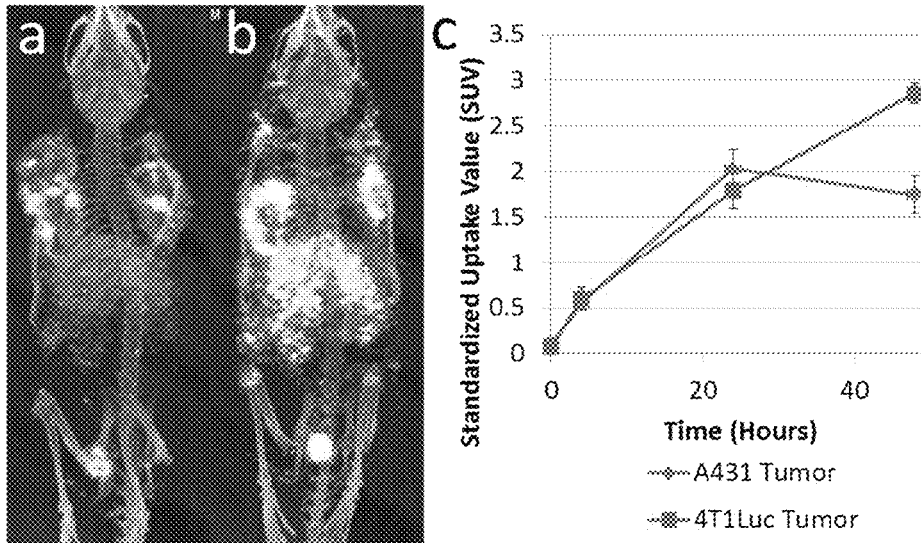 a
b
C
Standardized Uptake Value (SUV)
3.5
3
2.5
2
1.5
1
0.5
0
0
20
40
Time (Hours)
A431 Tumor
4T1Luc Tumor